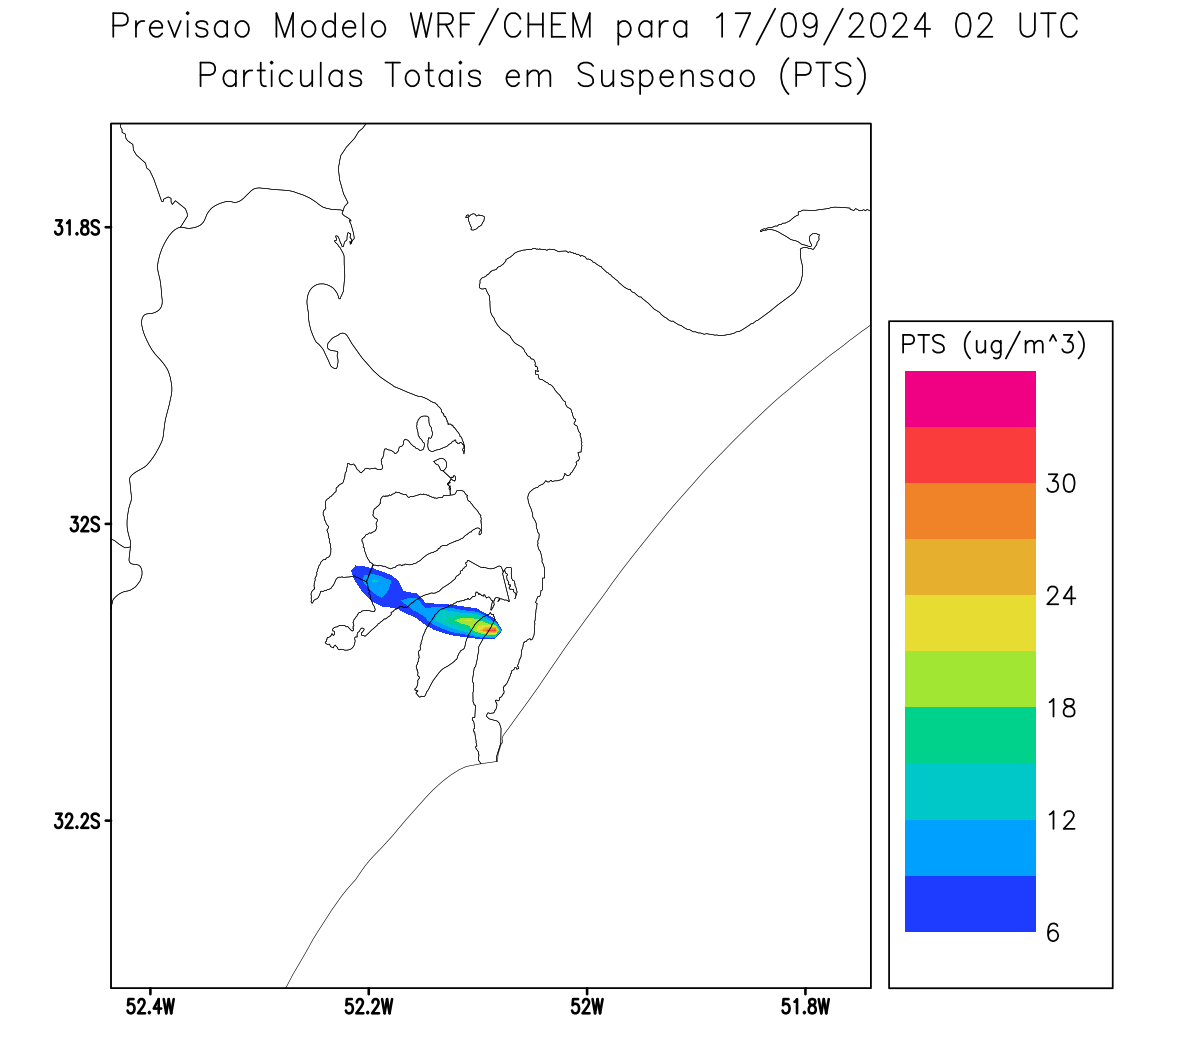 Previsao Modelo WRF/CHEM para 17/09/2024 02 UTC
Particulas Totais em Suspensao (PTS)
31.8S
32S
32.2S
52.4W
52.2W
52W
51.8W
PTS (ug/m^3)
30
24
18
12
6